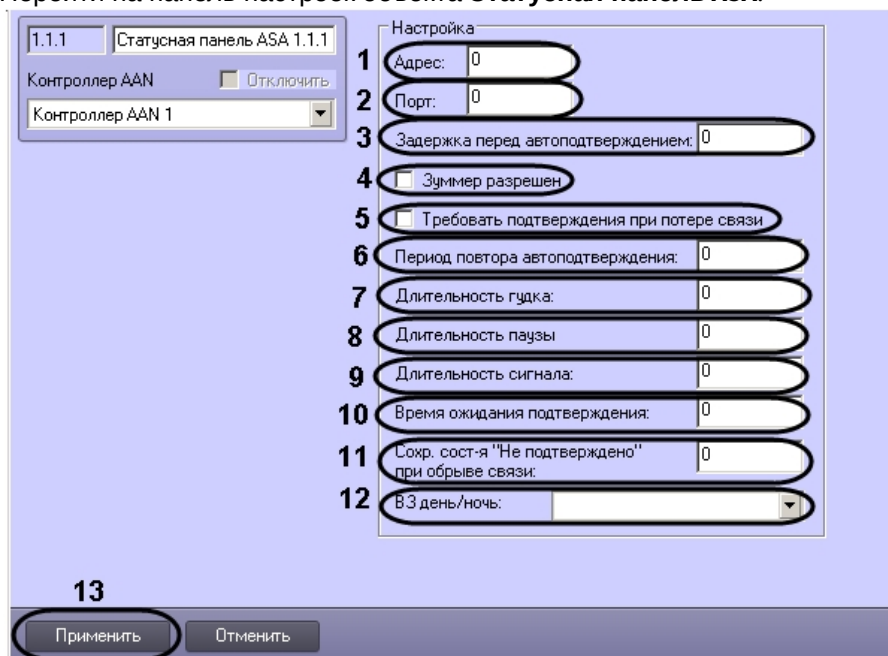 Перейти на панель настроек объекта Статусная панель ASA.
1.1.1 Статусная панель ASA 1.1.1
Контроллер AAN Отключить
Контроллер AAN 1
Настройка
1 Адрес: 0
2 Порт: 0
3 Задержка перед автоподтверждением: 0
4 Зуммер разрешен
5 Требовать подтверждения при потере связи
6 Период повтора автоподтверждения: 0
7 Длительность гудка: 0
8 Длительность паузы 0
9 Длительность сигнала: 0
10 Время ожидания подтверждения: 0
11 Сохр. сост-я "Не подтверждено" 0
при обрыве связи:
12 ВЗ день/ночь:
13
Применить Отменить